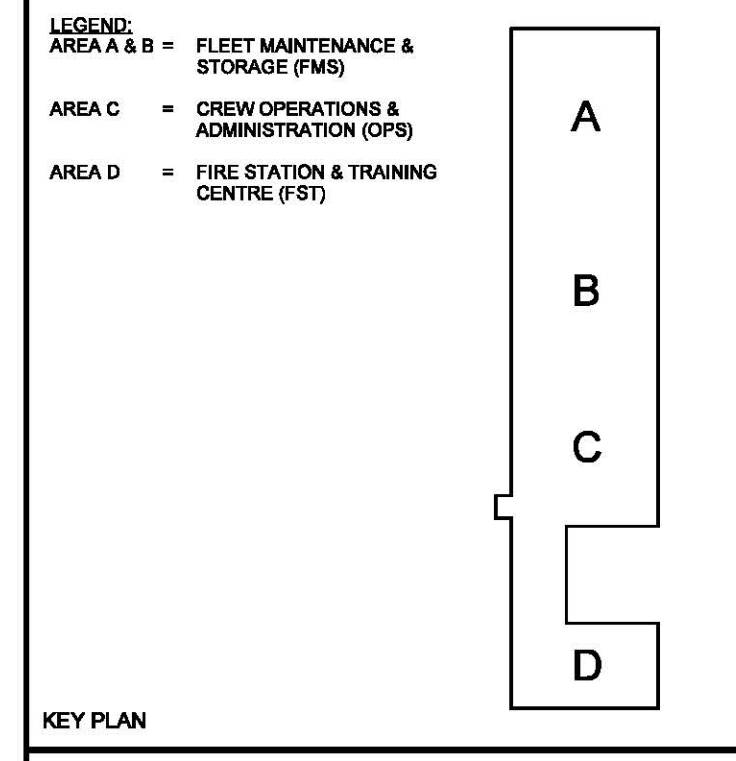 LEGEND:
AREA A & B = FLEET MAINTENANCE &
STORAGE (FMS)
AREA C = CREW OPERATIONS &
ADMINISTRATION (OPS)
AREA D = FIRE STATION & TRAINING
CENTRE (FST)
A
B
C
D
KEY PLAN